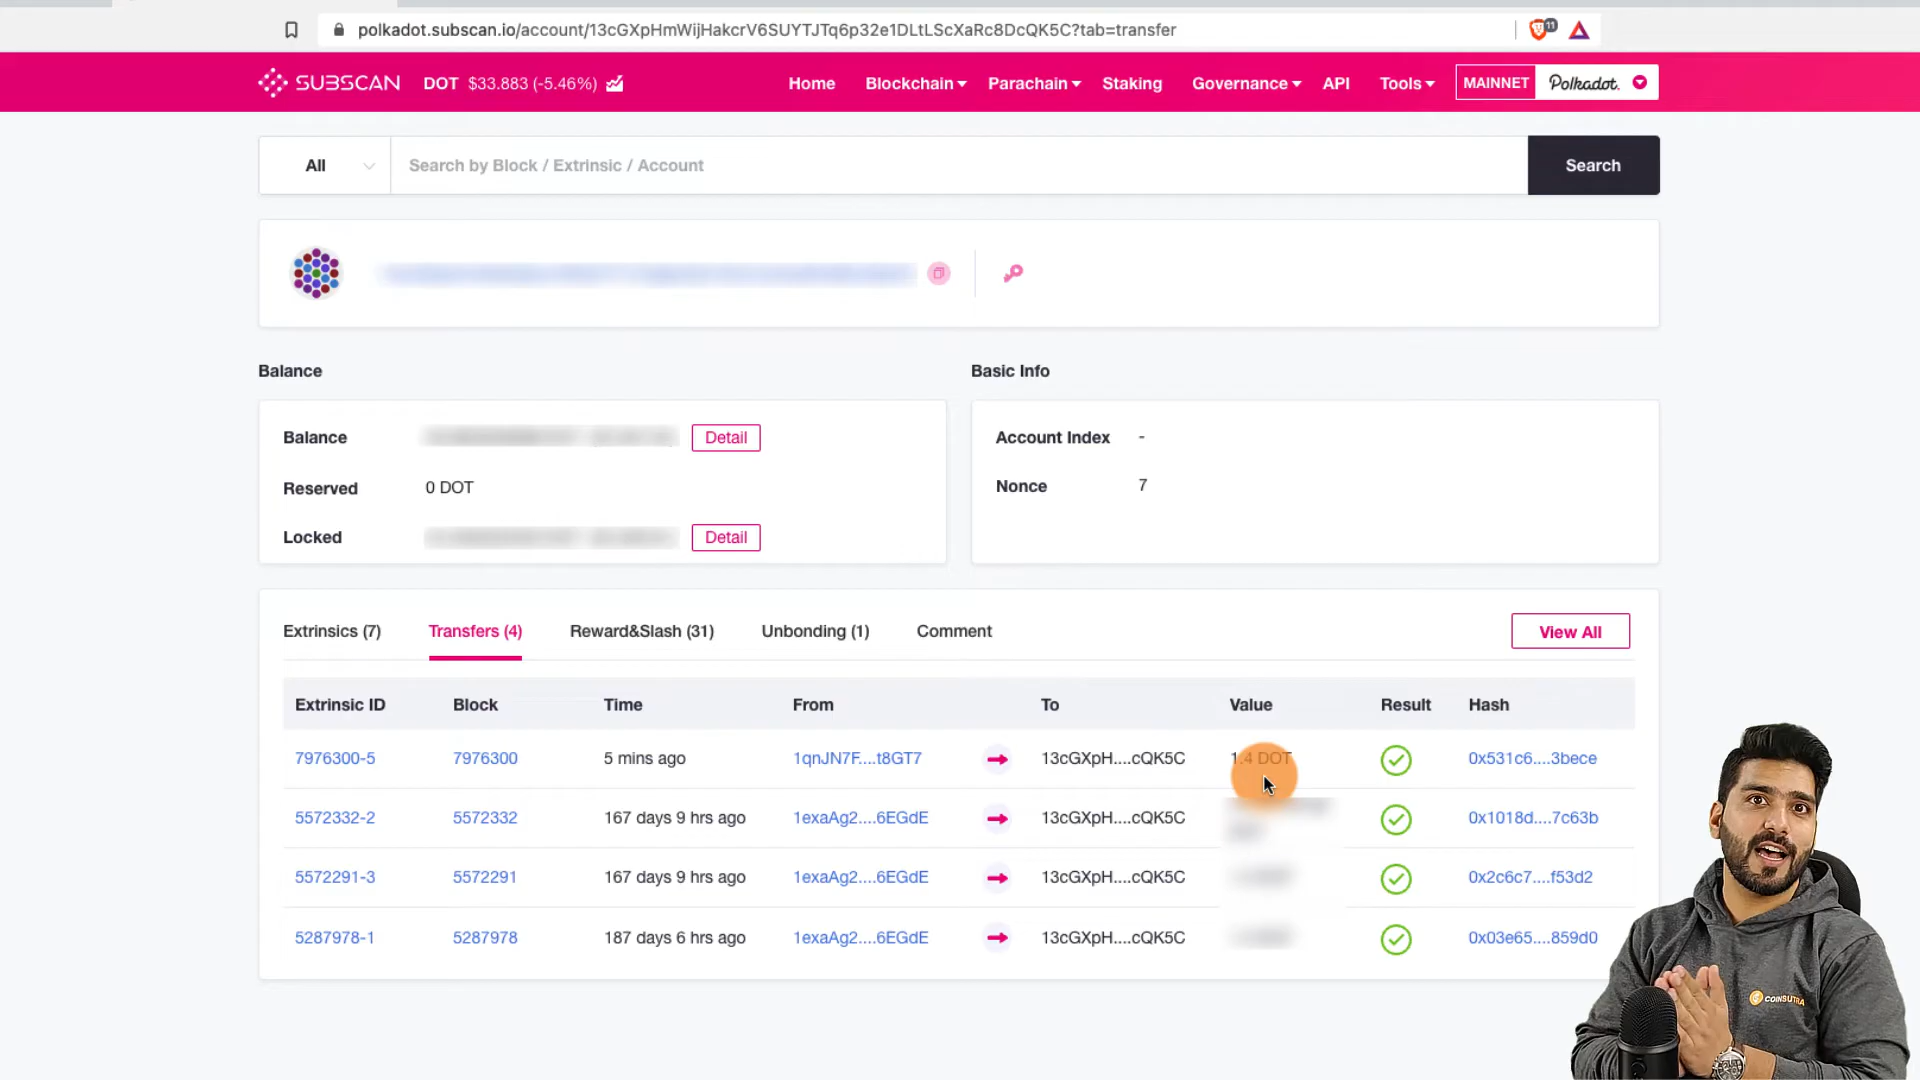 polkadot.subscan.io/account/13cGXpHmWijHakcrV6SUYTJTq6p32e1DLtLScXaRc8DcQK5C?tab=transfer
11
SUBSCAN DOT $33.883 (-5.46%) Home Blockchain Parachain Staking Governance API Tools MAINNET Polkadot.
All Search by Block / Extrinsic / Account Search
Balance
Balance Detail
Reserved 0 DOT
Locked Detail
Basic Info
Account Index -
Nonce 7
Extrinsics (7) Transfers (4) Reward&Slash (31) Unbonding (1) Comment View All
Extrinsic ID Block Time From To Value Result Hash
7976300-5 7976300 5 mins ago 1qnJN7F....t8GT7 13cGXpH....cQK5C 1.4 DOT 0x531c6....3bece
5572332-2 5572332 167 days 9 hrs ago 1exaAg2....6EGdE 13cGXpH....cQK5C 0x1018d....7c63b
5572291-3 5572291 167 days 9 hrs ago 1exaAg2....6EGdE 13cGXpH....cQK5C 0x2c6c7....f53d2
5287978-1 5287978 187 days 6 hrs ago 1exaAg2....6EGdE 13cGXpH....cQK5C 0x03e65....859d0
COINSUTRA